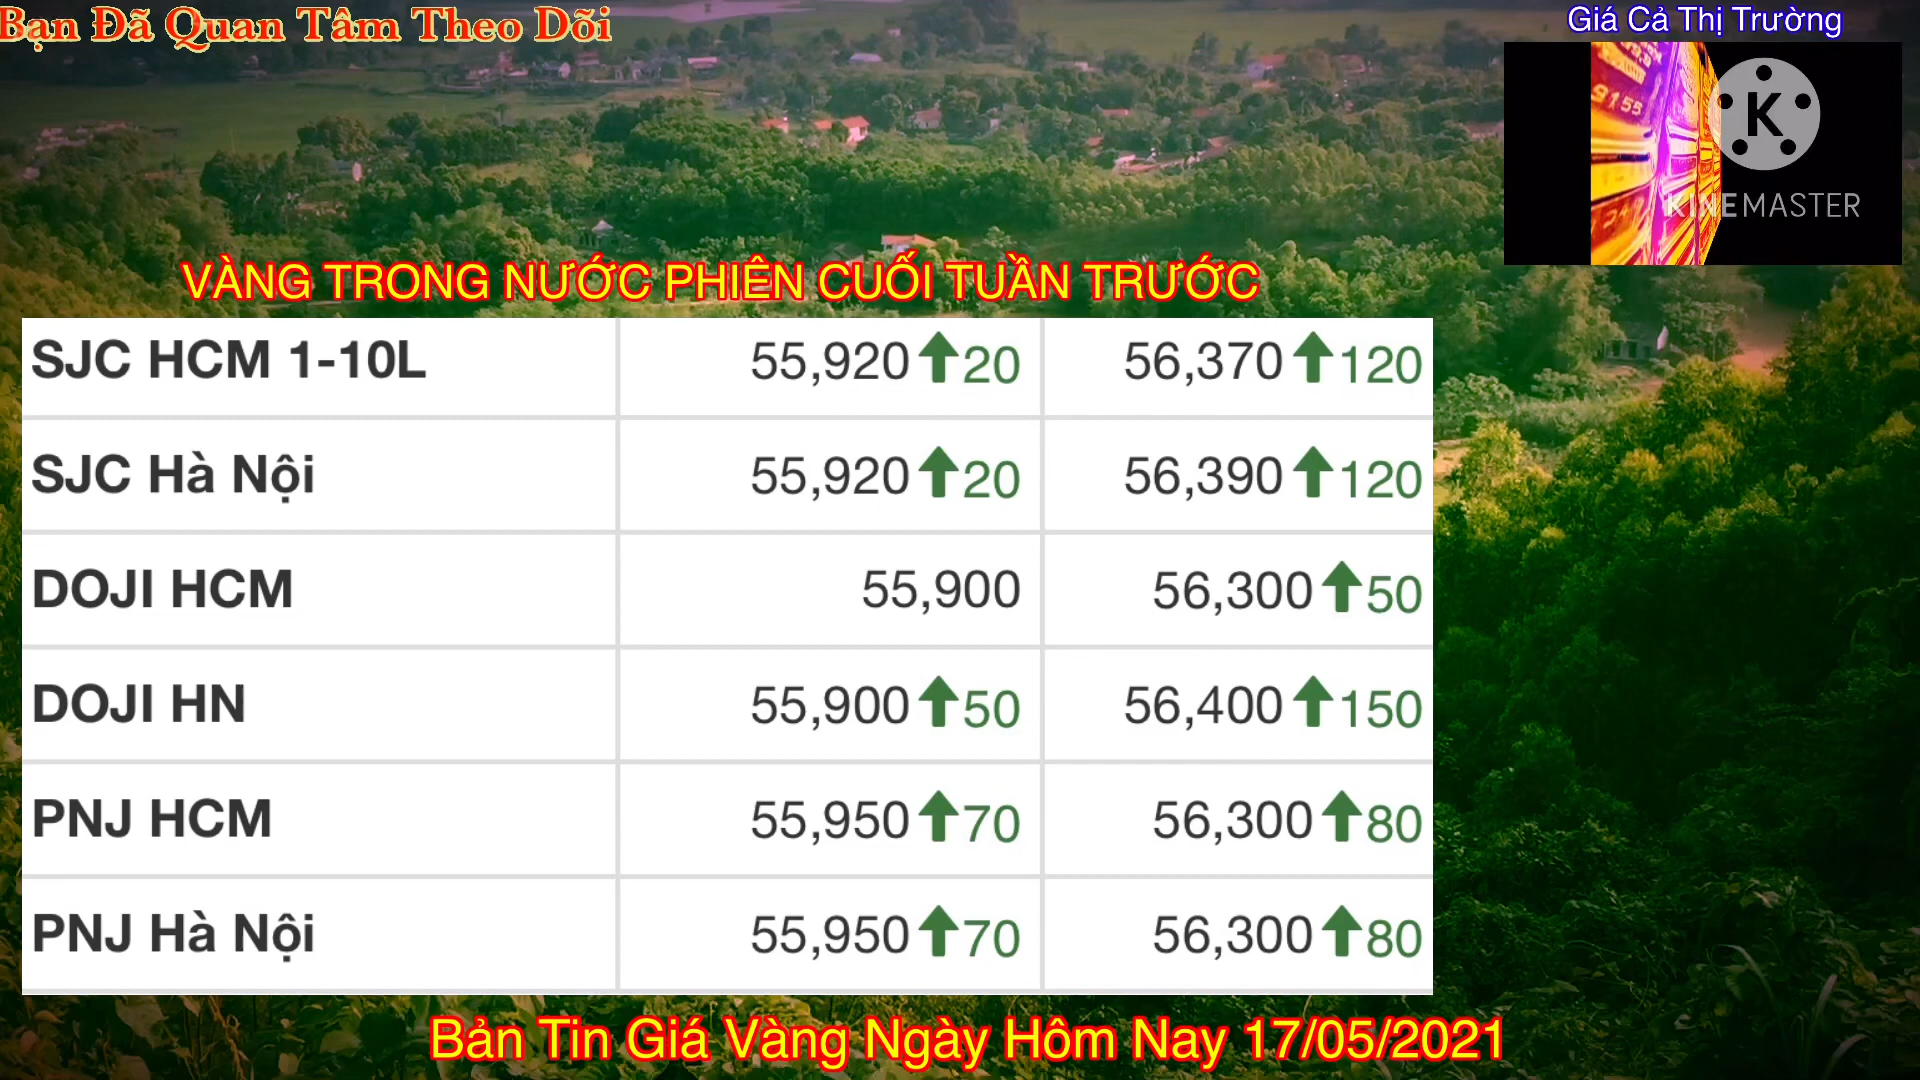 Bạn Đã Quan Tâm Theo Dõi
Giá Cả Thị Trường
9155
K
KINEMASTER
VÀNG TRONG NƯỚC PHIÊN CUỐI TUẦN TRƯỚC
SJC HCM 1-10L 55,920 20 56,370 120
SJC Hà Nội 55,920 20 56,390 120
DOJI HCM 55,900 56,300 50
DOJI HN 55,900 50 56,400 150
PNJ HCM 55,950 70 56,300 80
PNJ Hà Nội 55,950 70 56,300 80
Bản Tin Giá Vàng Ngày Hôm Nay 17/05/2021